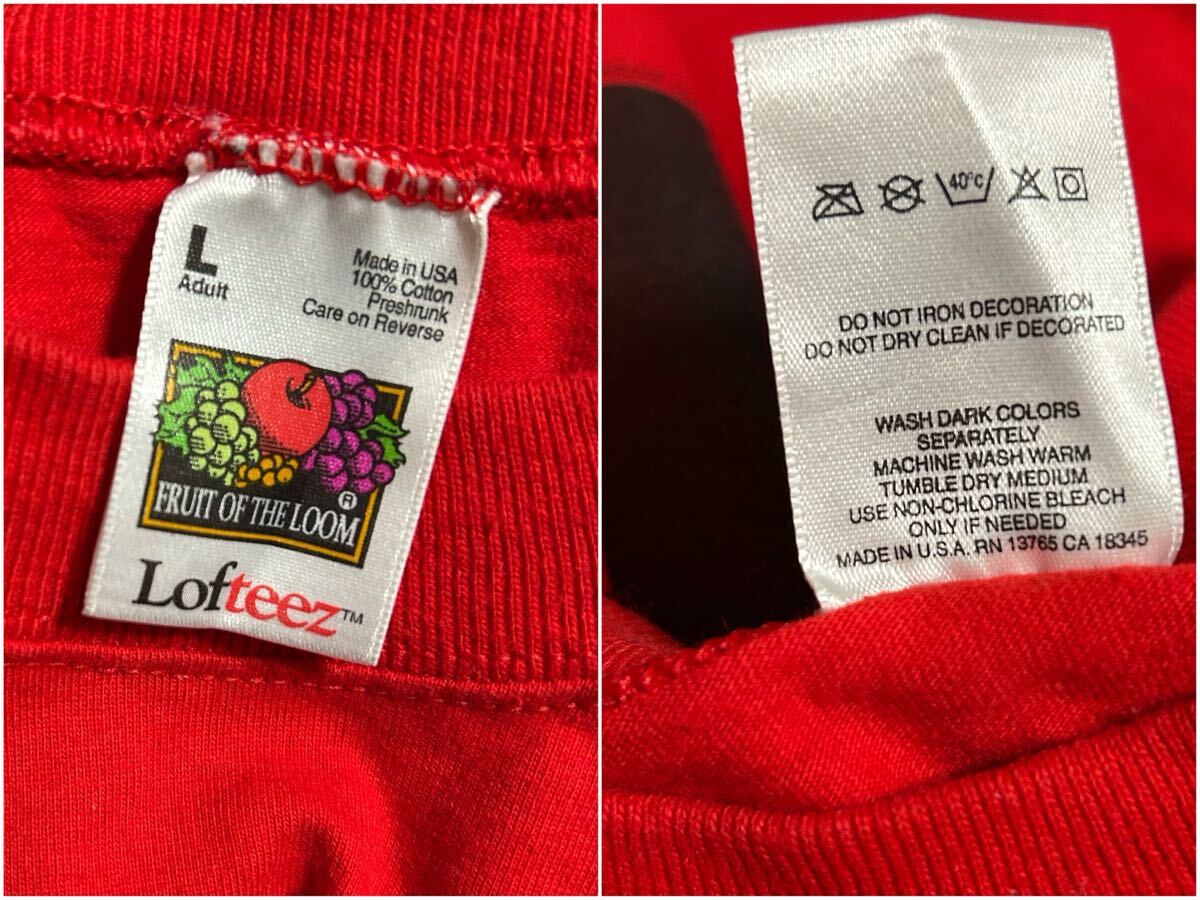 L
Adult
Made in USA
100% Cotton
Preshrunk
Care on Reverse
FRUIT OF THE LOOM ®
Lofteez™
40°C
DO NOT IRON DECORATION
DO NOT DRY CLEAN IF DECORATED
WASH DARK COLORS
SEPARATELY
MACHINE WASH WARM
TUMBLE DRY MEDIUM
USE NON-CHLORINE BLEACH
ONLY IF NEEDED
MADE IN U.S.A. RN 13765 CA 18345